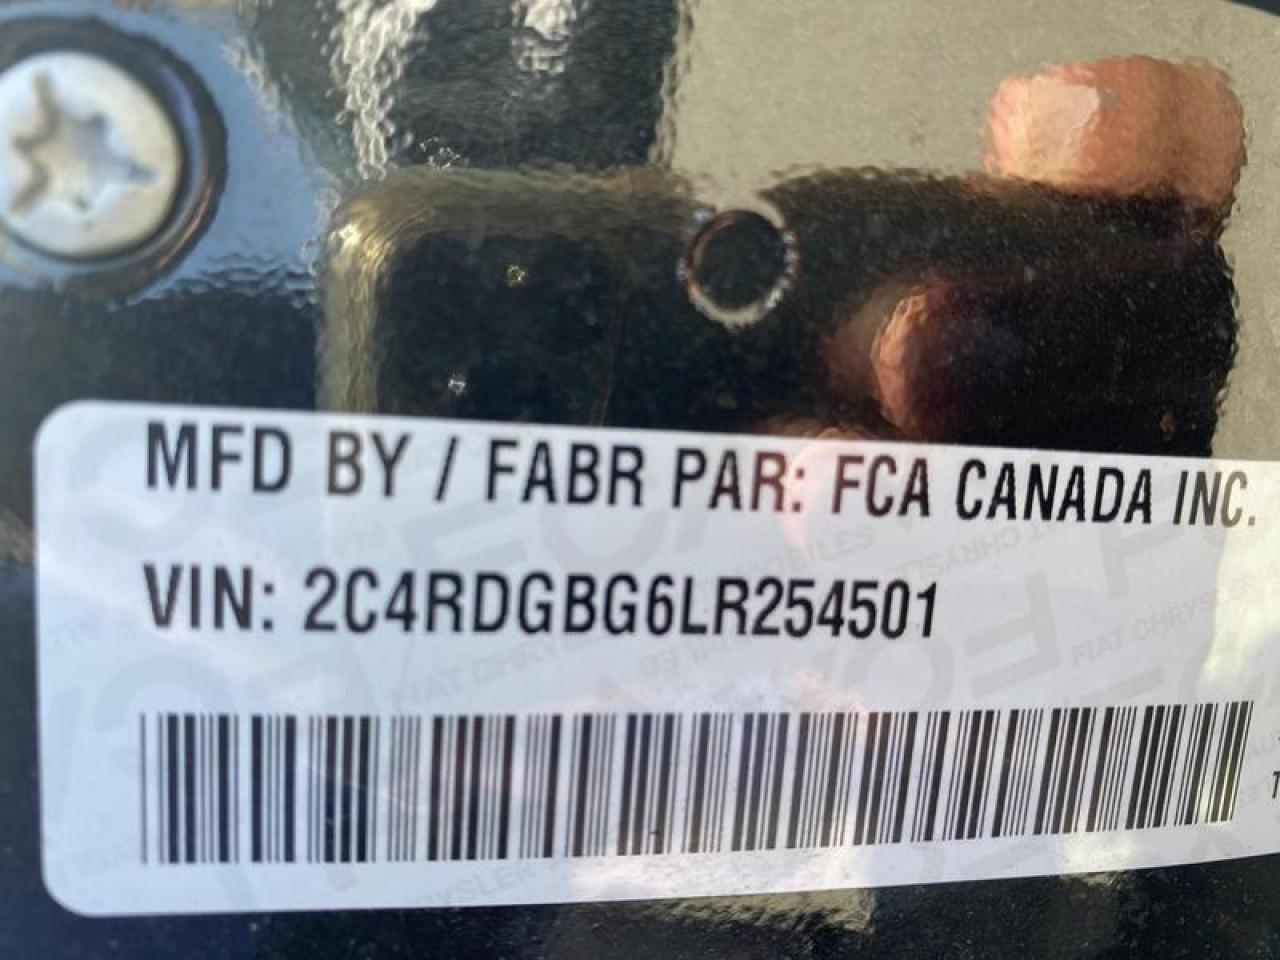 MFD BY / FABR PAR: FCA CANADA INC.
VIN: 2C4RDGBG6LR254501